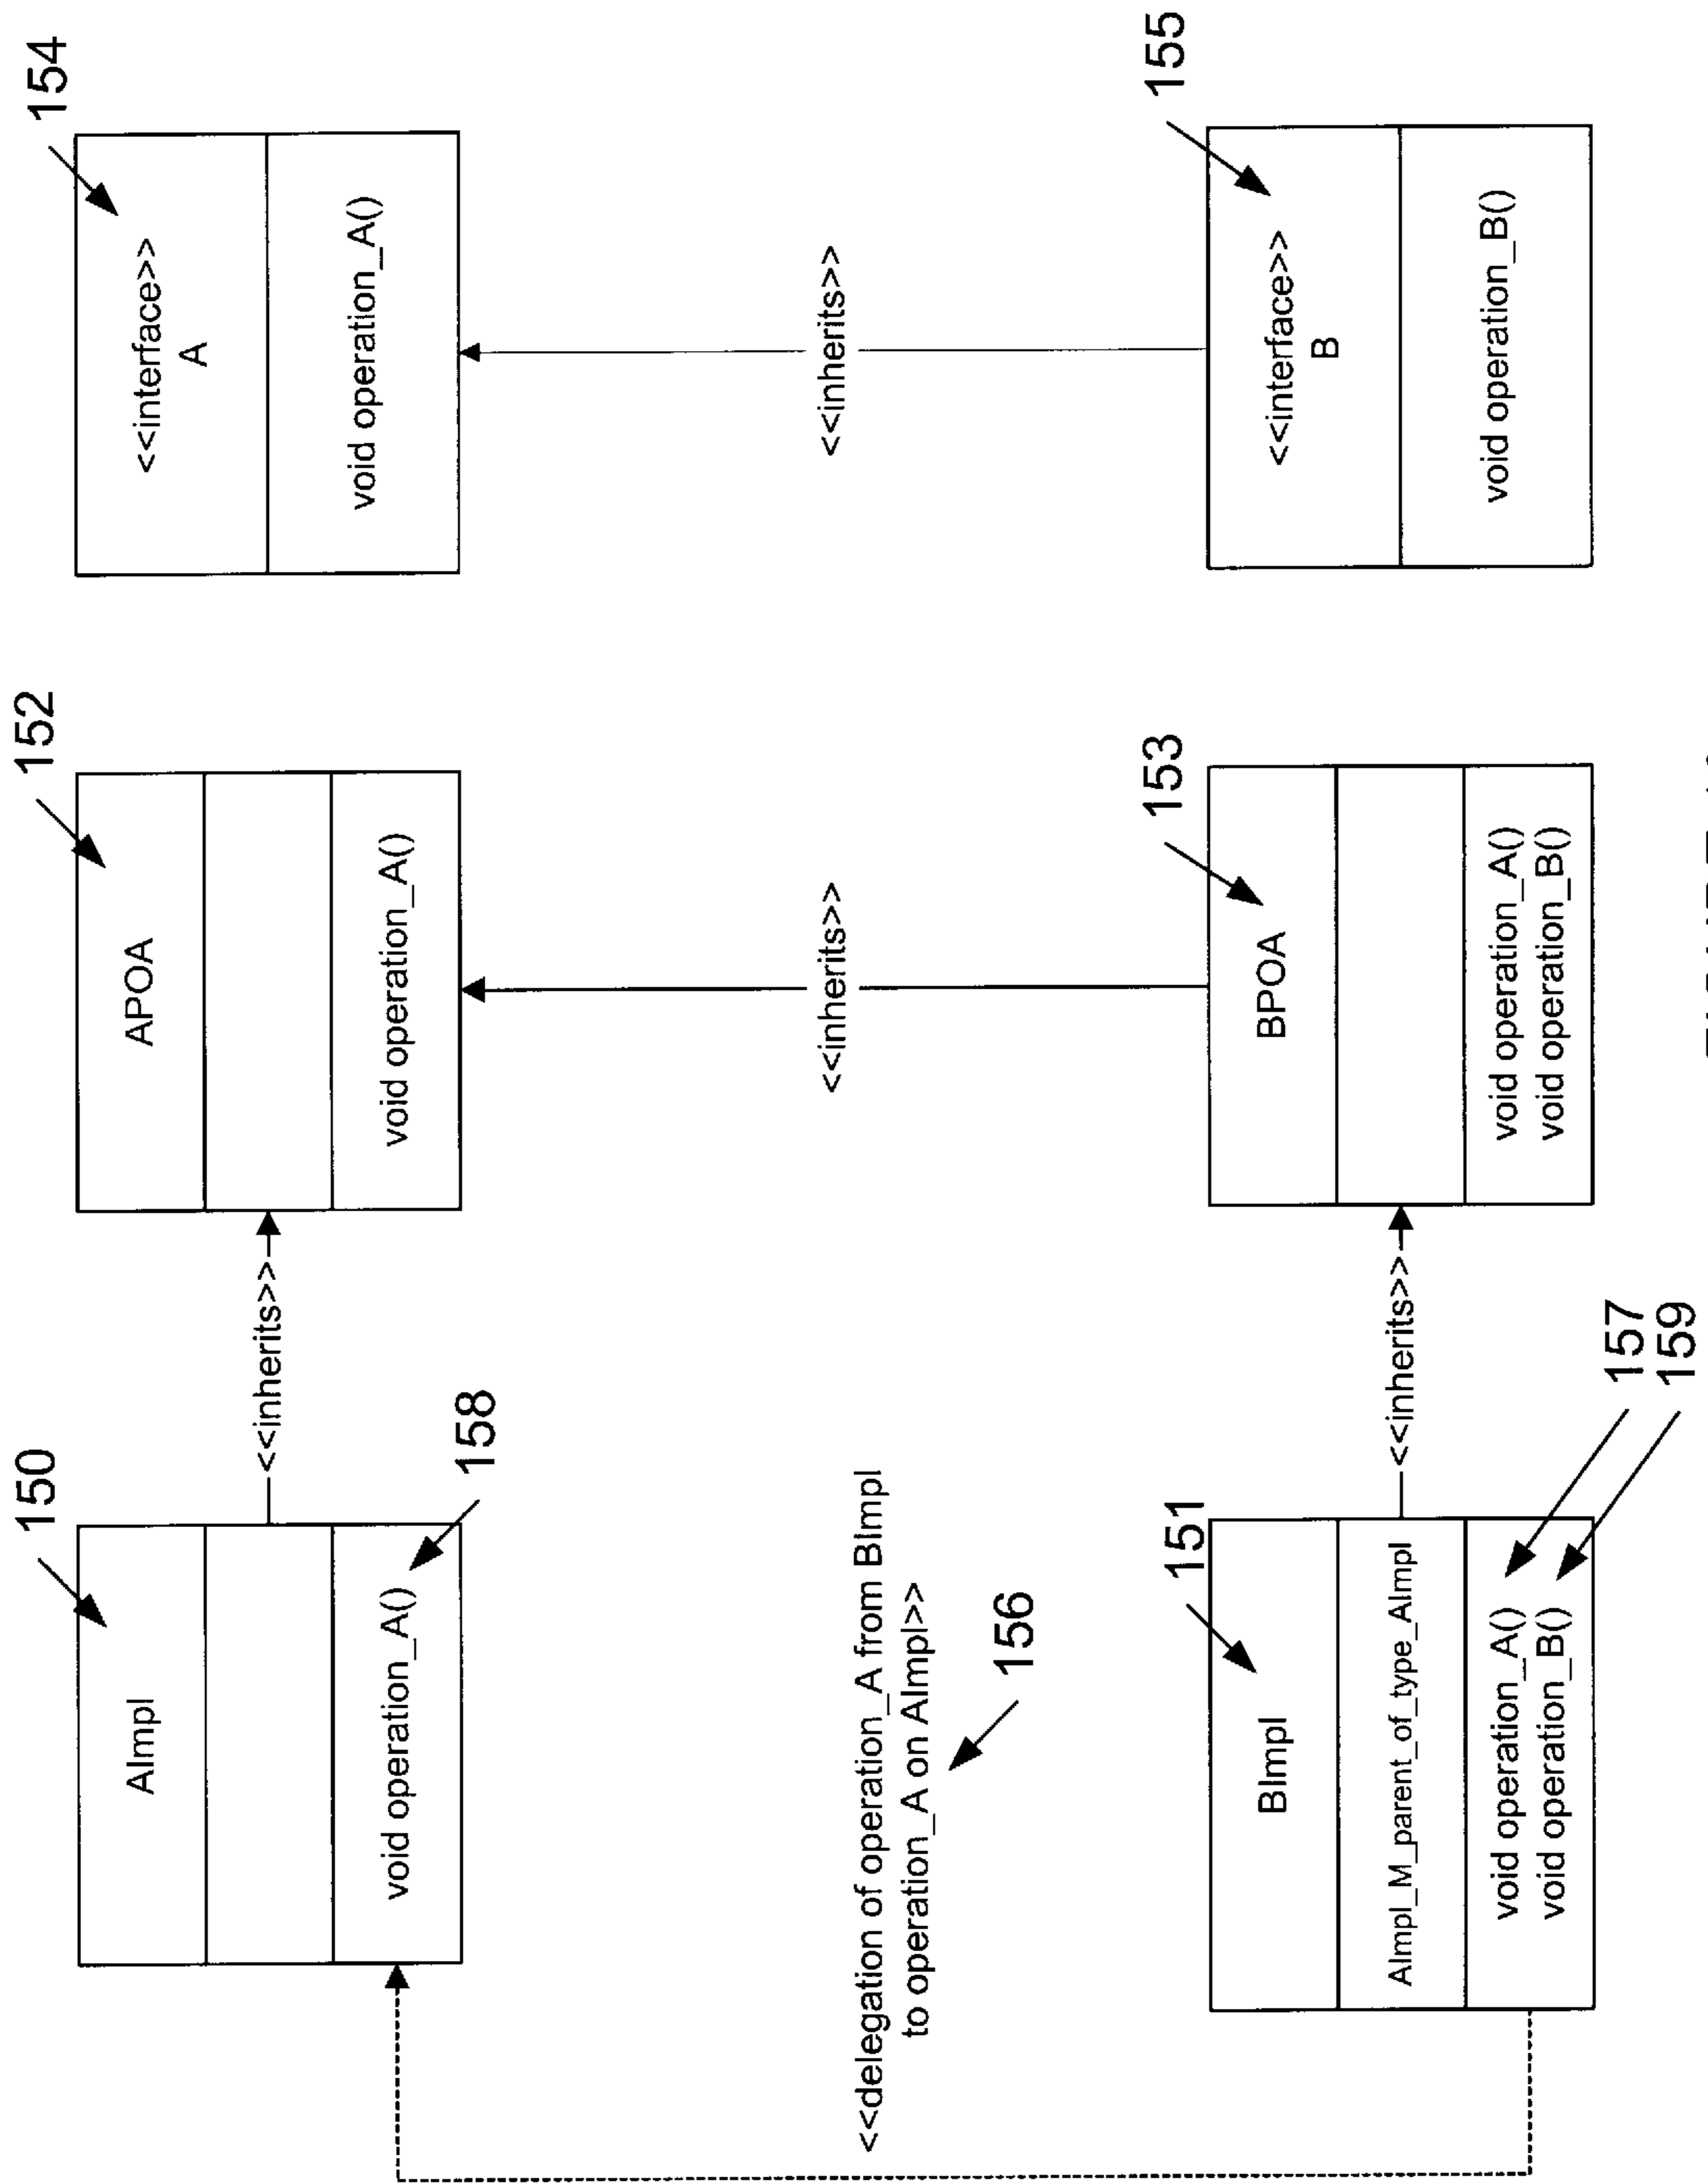 150
152
154
AImpl
APOA
<<interface>>
A
<<inherits>>
void operation_A()
158
void operation_A()
void operation_A()
<<delegation of operation_A from BImpl
to operation_A on AImpl>>
156
<<inherits>>
<<inherits>>
151
153
155
BImpl
BPOA
<<interface>>
B
AImpl_M_parent_of_type_AImpl
<<inherits>>
void operation_A()
void operation_B()
157
159
void operation_A()
void operation_B()
void operation_B()